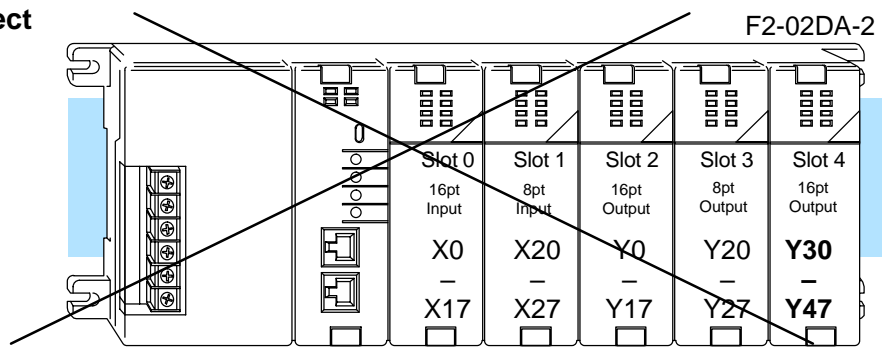 ect
F2-02DA-2
Slot 0 Slot 1 Slot 2 Slot 3 Slot 4
16pt 8pt 16pt 8pt 16pt
Input Input Output Output Output
X0 X20 Y0 Y20 Y30
– – – – –
X17 X27 Y17 Y27 Y47